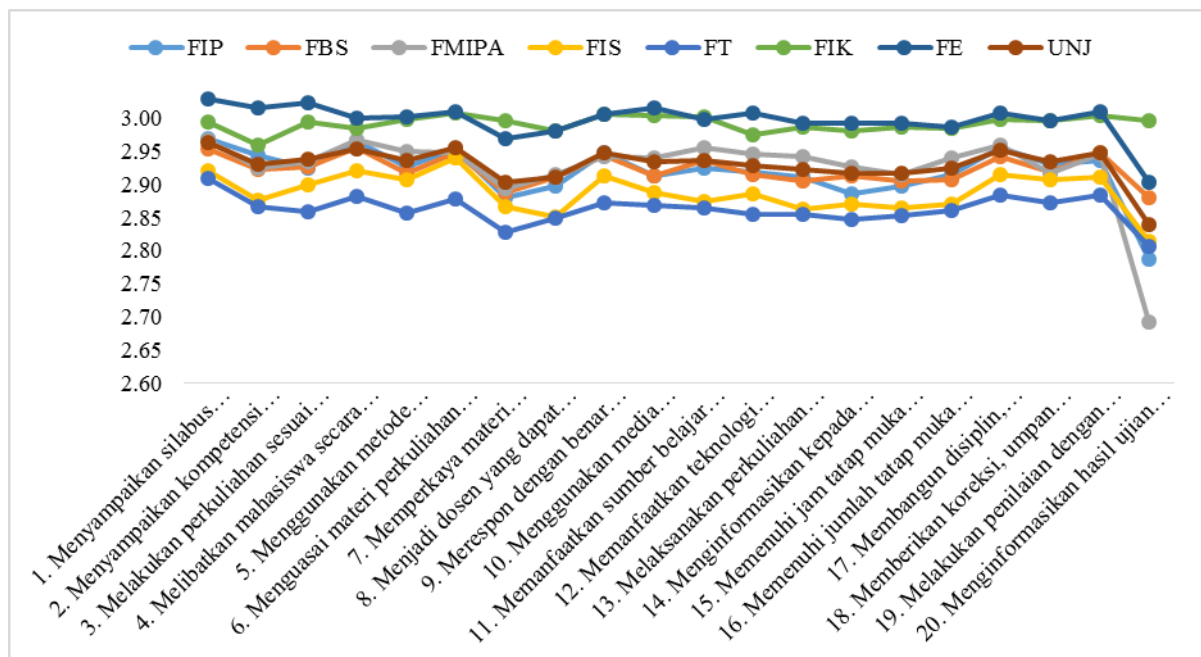 FIP FBS FMIPA FIS FT FIK FE UNJ
3.00
2.95
2.90
2.85
2.80
2.75
2.70
2.65
2.60
1. Menyampaikan silabus…
2. Menyampaikan kompetensi…
3. Melakukan perkuliahan sesuai…
4. Melibatkan mahasiswa secara…
5. Menggunakan metode…
6. Menguasai materi perkuliahan…
7. Memperkaya materi…
8. Menjadi dosen yang dapat…
9. Merespon dengan benar…
10. Menggunakan media…
11. Memanfaatkan sumber belajar…
12. Memanfaatkan teknologi…
13. Melaksanakan perkuliahan…
14. Menginformasikan kepada…
15. Memenuhi jam tatap muka…
16. Memenuhi jumlah tatap muka…
17. Membangun disiplin,…
18. Memberikan koreksi, umpan…
19. Melakukan penilaian dengan…
20. Menginformasikan hasil ujian…